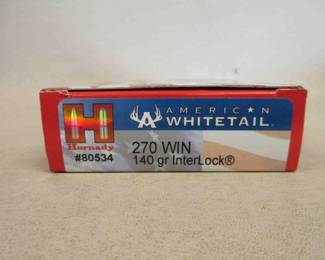 H
Hornady
#80534
AMERICAN
WHITETAIL
270 WIN
140 gr InterLock®